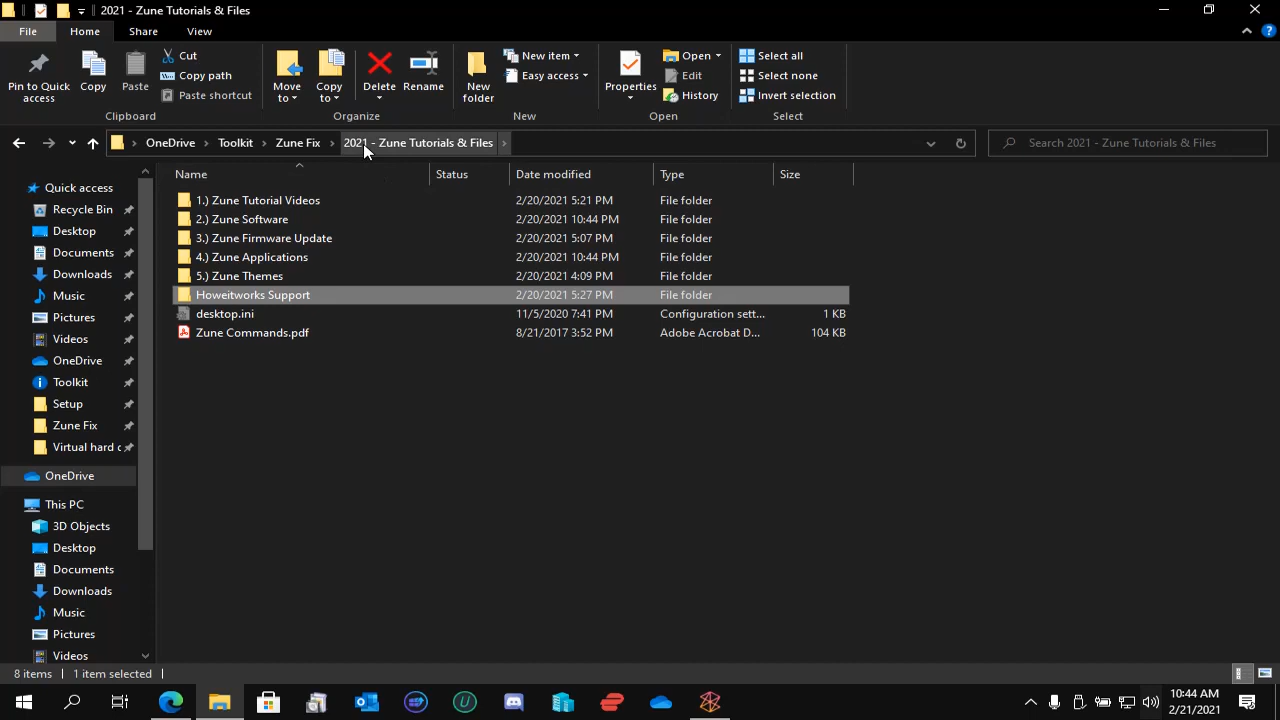 2021 - Zune Tutorials & Files
File Home Share View
Pin to Quick access
Copy
Paste
Cut
Copy path
Paste shortcut
Clipboard
Move to
Copy to
Delete
Rename
Organize
New folder
New item
Easy access
New
Properties
Open
Edit
History
Open
Select all
Select none
Invert selection
Select
OneDrive Toolkit Zune Fix 2021 - Zune Tutorials & Files
Search 2021 - Zune Tutorials & Files
Quick access
Recycle Bin
Desktop
Documents
Downloads
Music
Pictures
Videos
OneDrive
Toolkit
Setup
Zune Fix
Virtual hard
OneDrive
This PC
3D Objects
Desktop
Documents
Downloads
Music
Pictures
Videos
Name Status Date modified Type Size
1.) Zune Tutorial Videos 2/20/2021 5:21 PM File folder
2.) Zune Software 2/20/2021 10:44 PM File folder
3.) Zune Firmware Update 2/20/2021 5:07 PM File folder
4.) Zune Applications 2/20/2021 10:44 PM File folder
5.) Zune Themes 2/20/2021 4:09 PM File folder
Howeitworks Support 2/20/2021 5:27 PM File folder
desktop.ini 11/5/2020 7:41 PM Configuration sett... 1 KB
Zune Commands.pdf 8/21/2017 3:52 PM Adobe Acrobat D... 104 KB
8 items 1 item selected
10:44 AM
2/21/2021